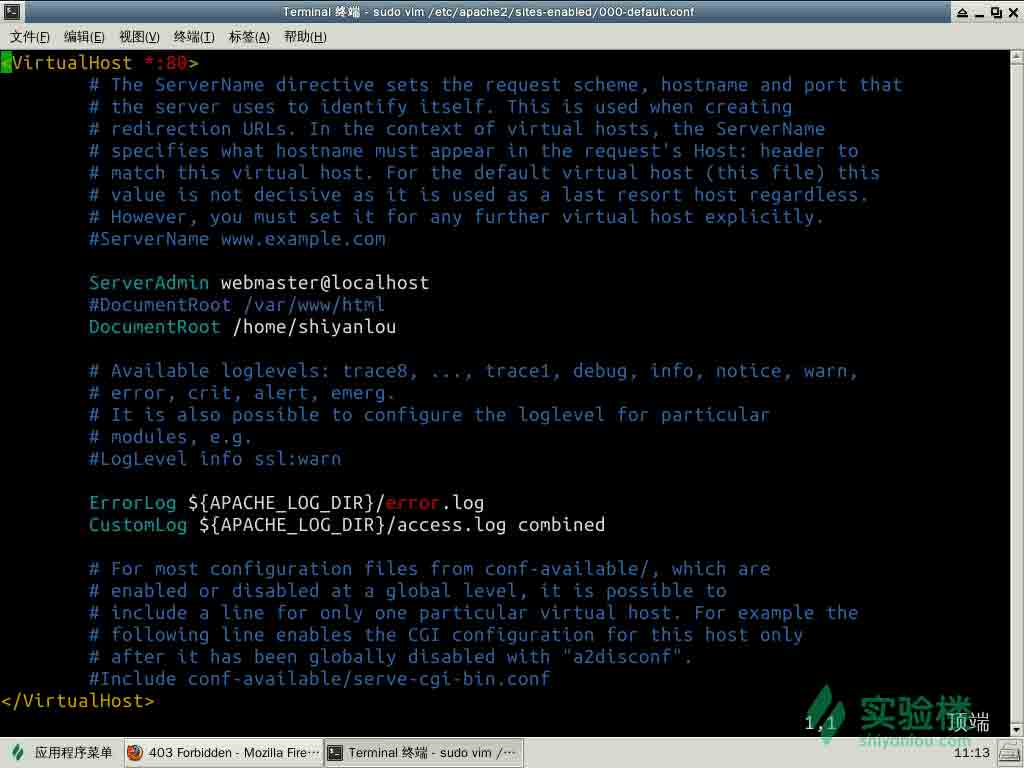 Terminal 终端 - sudo vim /etc/apache2/sites-enabled/000-default.conf
文件(F) 编辑(E) 视图(V) 终端(T) 标签(A) 帮助(H)
<VirtualHost *:80>
# The ServerName directive sets the request scheme, hostname and port that
# the server uses to identify itself. This is used when creating
# redirection URLs. In the context of virtual hosts, the ServerName
# specifies what hostname must appear in the request's Host: header to
# match this virtual host. For the default virtual host (this file) this
# value is not decisive as it is used as a last resort host regardless.
# However, you must set it for any further virtual host explicitly.
#ServerName www.example.com
ServerAdmin webmaster@localhost
#DocumentRoot /var/www/html
DocumentRoot /home/shiyanlou
# Available loglevels: trace8, ..., trace1, debug, info, notice, warn,
# error, crit, alert, emerg.
# It is also possible to configure the loglevel for particular
# modules, e.g.
#LogLevel info ssl:warn
ErrorLog ${APACHE_LOG_DIR}/error.log
CustomLog ${APACHE_LOG_DIR}/access.log combined
# For most configuration files from conf-available/, which are
# enabled or disabled at a global level, it is possible to
# include a line for only one particular virtual host. For example the
# following line enables the CGI configuration for this host only
# after it has been globally disabled with "a2disconf".
#Include conf-available/serve-cgi-bin.conf
</VirtualHost>
1,1 顶端
实验楼
shiyanlou.com
应用程序菜单 403 Forbidden - Mozilla Fire··· Terminal 终端 - sudo vim /··· 11:13